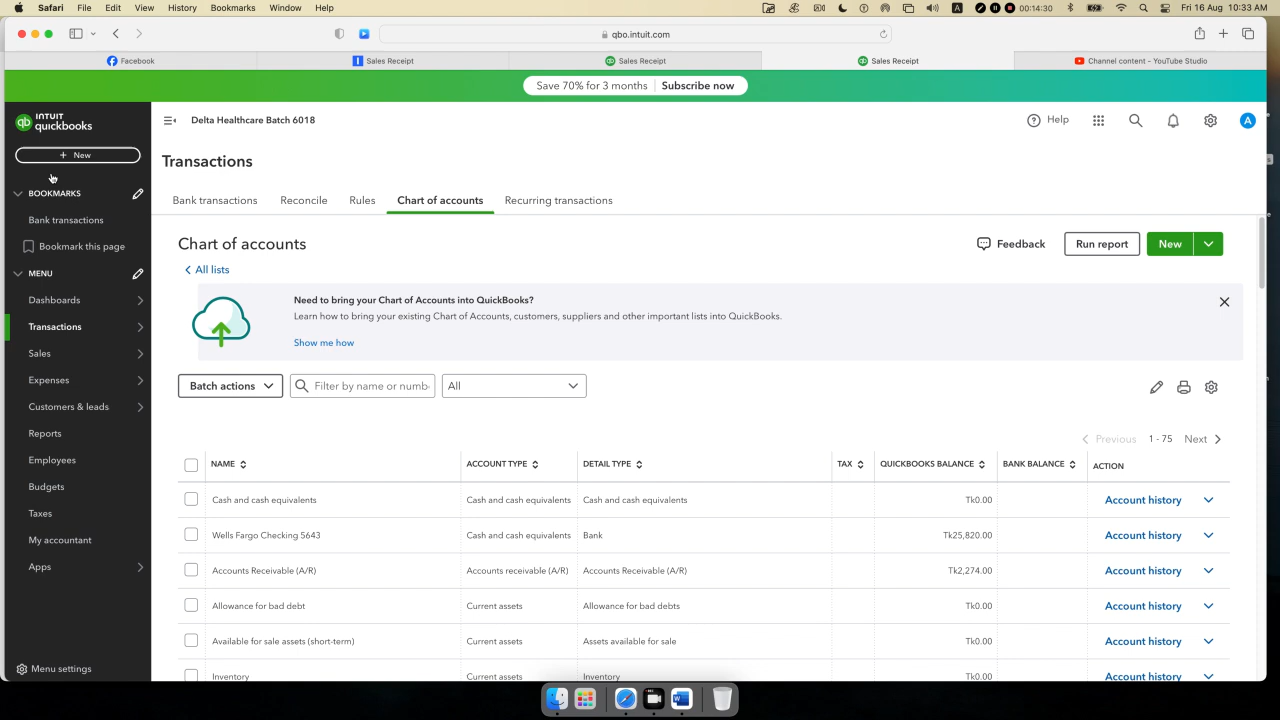 Safari File Edit View History Bookmarks Window Help A 00:14:30 Fri 16 Aug 10:33 AM
qbo.intuit.com
Facebook Sales Receipt Sales Receipt Sales Receipt Channel content – YouTube Studio
Save 70% for 3 months Subscribe now
INTUIT
quickbooks
Delta Healthcare Batch 6018 Help A
+ New
Transactions
BOOKMARKS
Bank transactions
Bookmark this page
MENU
Dashboards
Transactions
Sales
Expenses
Customers & leads
Reports
Employees
Budgets
Taxes
My accountant
Apps
Menu settings
Bank transactions Reconcile Rules Chart of accounts Recurring transactions
Chart of accounts Feedback Run report New
All lists
Need to bring your Chart of Accounts into QuickBooks?
Learn how to bring your existing Chart of Accounts, customers, suppliers and other important lists into QuickBooks.
Show me how
Batch actions Filter by name or numb All
Previous 1 - 75 Next
NAME ACCOUNT TYPE DETAIL TYPE TAX QUICKBOOKS BALANCE BANK BALANCE ACTION
Cash and cash equivalents Cash and cash equivalents Cash and cash equivalents Tk0.00 Account history
Wells Fargo Checking 5643 Cash and cash equivalents Bank Tk25,820.00 Account history
Accounts Receivable (A/R) Accounts receivable (A/R) Accounts Receivable (A/R) Tk2,274.00 Account history
Allowance for bad debt Current assets Allowance for bad debts Tk0.00 Account history
Available for sale assets (short-term) Current assets Assets available for sale Tk0.00 Account history
Inventory Current assets Inventory Tk0.00 Account history